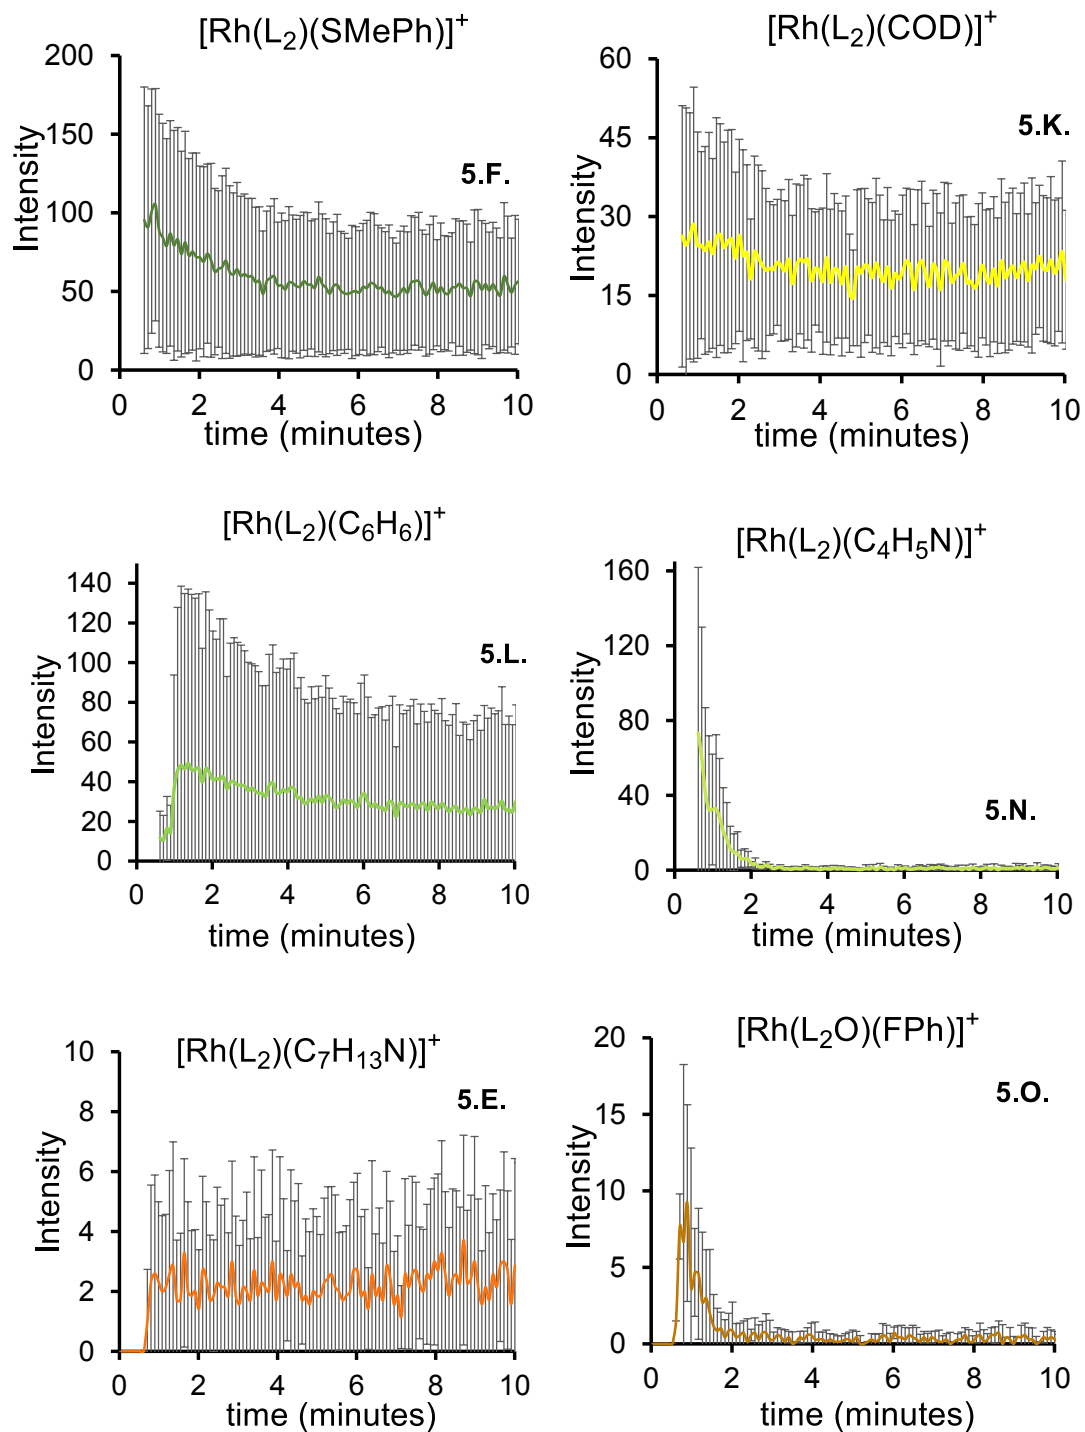 [Rh(L₂)(SMePh)]⁺
200
150
100
50
0
Intensity
5.F.
0 2 4 6 8 10
time (minutes)
[Rh(L₂)(COD)]⁺
60
45
30
15
0
Intensity
5.K.
0 2 4 6 8 10
time (minutes)
[Rh(L₂)(C₆H₆)]⁺
140
120
100
80
60
40
20
0
Intensity
5.L.
0 2 4 6 8 10
time (minutes)
[Rh(L₂)(C₄H₅N)]⁺
160
120
80
40
0
Intensity
5.N.
0 2 4 6 8 10
time (minutes)
[Rh(L₂)(C₇H₁₃N)]⁺
10
8
6
4
2
0
Intensity
5.E.
0 2 4 6 8 10
time (minutes)
[Rh(L₂O)(FPh)]⁺
20
15
10
5
0
Intensity
5.O.
0 2 4 6 8 10
time (minutes)